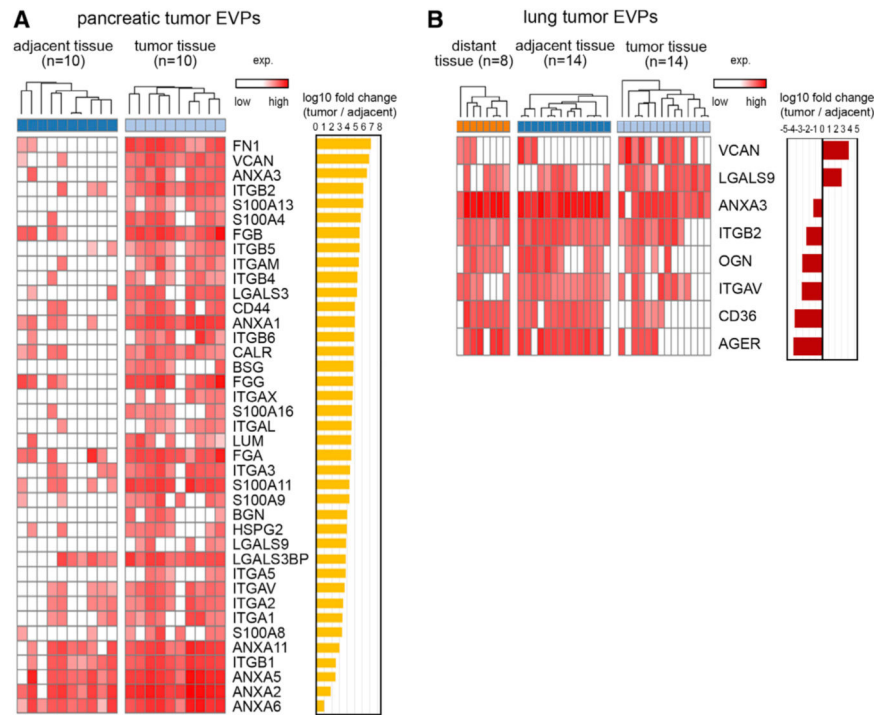 A
pancreatic tumor EVPs
adjacent tissue
(n=10)
tumor tissue
(n=10)
exp.
low high
log10 fold change
(tumor / adjacent)
0 1 2 3 4 5 6 7 8
FN1
VCAN
ANXA3
ITGB2
S100A13
S100A4
FGB
ITGB5
ITGAM
ITGB4
LGALS3
CD44
ANXA1
ITGB6
CALR
BSG
FGG
ITGAX
S100A16
ITGAL
LUM
FGA
ITGA3
S100A11
S100A9
BGN
HSPG2
LGALS9
LGALS3BP
ITGA5
ITGAV
ITGA2
ITGA1
S100A8
ANXA11
ITGB1
ANXA5
ANXA2
ANXA6
B
lung tumor EVPs
distant
tissue (n=8)
adjacent tissue
(n=14)
tumor tissue
(n=14)
exp.
low high
log10 fold change
(tumor / adjacent)
-5-4-3-2-1 0 1 2 3 4 5
VCAN
LGALS9
ANXA3
ITGB2
OGN
ITGAV
CD36
AGER